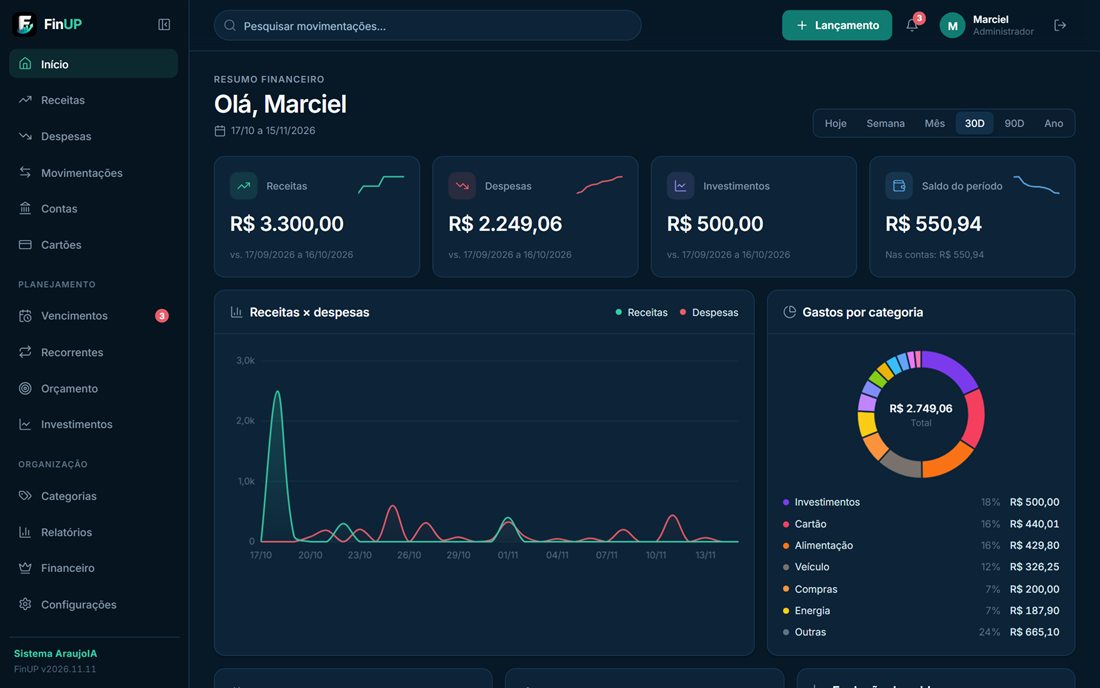 FinUP
Pesquisar movimentações...
+ Lançamento
3
M
Marciel
Administrador
Início
Receitas
Despesas
Movimentações
Contas
Cartões
PLANEJAMENTO
Vencimentos 3
Recorrentes
Orçamento
Investimentos
ORGANIZAÇÃO
Categorias
Relatórios
Financeiro
Configurações
Sistema AraujoIA
FinUP v2026.11.11
RESUMO FINANCEIRO
Olá, Marciel
17/10 a 15/11/2026
Hoje Semana Mês 30D 90D Ano
Receitas
R$ 3.300,00
vs. 17/09/2026 a 16/10/2026
Despesas
R$ 2.249,06
vs. 17/09/2026 a 16/10/2026
Investimentos
R$ 500,00
vs. 17/09/2026 a 16/10/2026
Saldo do período
R$ 550,94
Nas contas: R$ 550,94
Receitas × despesas
Receitas Despesas
3,0k
2,0k
1,0k
0
17/10 20/10 23/10 26/10 29/10 01/11 04/11 07/11 10/11 13/11
Gastos por categoria
R$ 2.749,06
Total
Investimentos 18% R$ 500,00
Cartão 16% R$ 440,01
Alimentação 16% R$ 429,80
Veículo 12% R$ 326,25
Compras 7% R$ 200,00
Energia 7% R$ 187,90
Outras 24% R$ 665,10